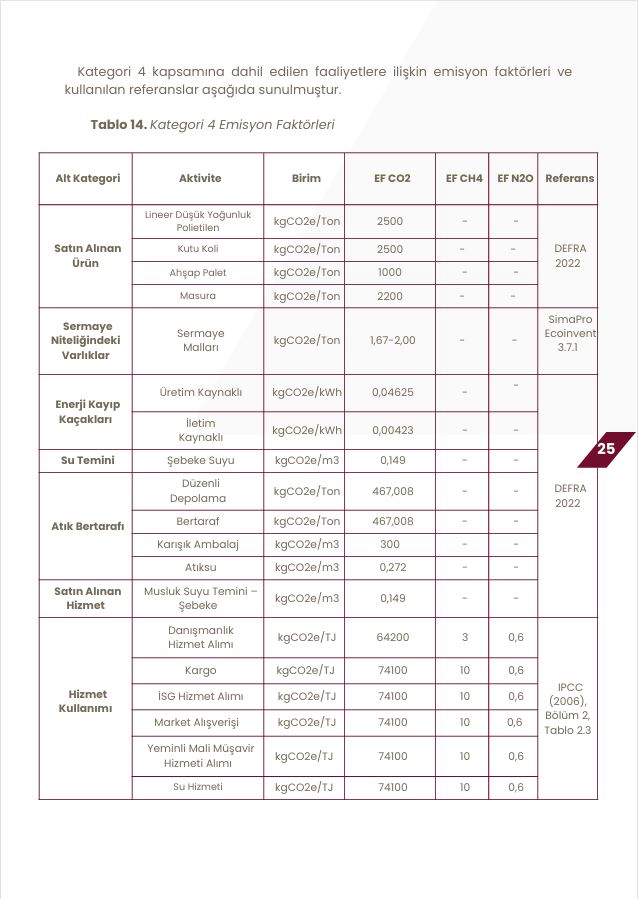 Kategori 4 kapsamına dahil edilen faaliyetlere ilişkin emisyon faktörleri ve
kullanılan referanslar aşağıda sunulmuştur.
Tablo 14. Kategori 4 Emisyon Faktörleri
Alt Kategori Aktivite Birim EF CO2 EF CH4 EF N2O Referans
Satın Alınan
Ürün
Lineer Düşük Yoğunluk
Polietilen
kgCO2e/Ton 2500 - -
Kutu Koli kgCO2e/Ton 2500 - -
Ahşap Palet kgCO2e/Ton 1000 - -
Masura kgCO2e/Ton 2200 - -
DEFRA
2022
Sermaye
Niteliğindeki
Varlıklar
Sermaye
Malları
kgCO2e/Ton 1,67-2,00 - -
SimaPro
Ecoinvent
3.7.1
Enerji Kayıp
Kaçakları
Üretim Kaynaklı kgCO2e/kWh 0,04625 - -
İletim
Kaynaklı
kgCO2e/kWh 0,00423 - -
Su Temini Şebeke Suyu kgCO2e/m3 0,149 - -
25
Atık Bertarafı
Düzenli
Depolama
kgCO2e/Ton 467,008 - -
DEFRA
2022
Bertaraf kgCO2e/Ton 467,008 - -
Karışık Ambalaj kgCO2e/m3 300 - -
Atıksu kgCO2e/m3 0,272 - -
Satın Alınan
Hizmet
Musluk Suyu Temini –
Şebeke
kgCO2e/m3 0,149 - -
Hizmet
Kullanımı
Danışmanlık
Hizmet Alımı
kgCO2e/TJ 64200 3 0,6
Kargo kgCO2e/TJ 74100 10 0,6
İSG Hizmet Alımı kgCO2e/TJ 74100 10 0,6
Market Alışverişi kgCO2e/TJ 74100 10 0,6
Yeminli Mali Müşavir
Hizmeti Alımı
kgCO2e/TJ 74100 10 0,6
Su Hizmeti kgCO2e/TJ 74100 10 0,6
IPCC
(2006),
Bölüm 2,
Tablo 2.3